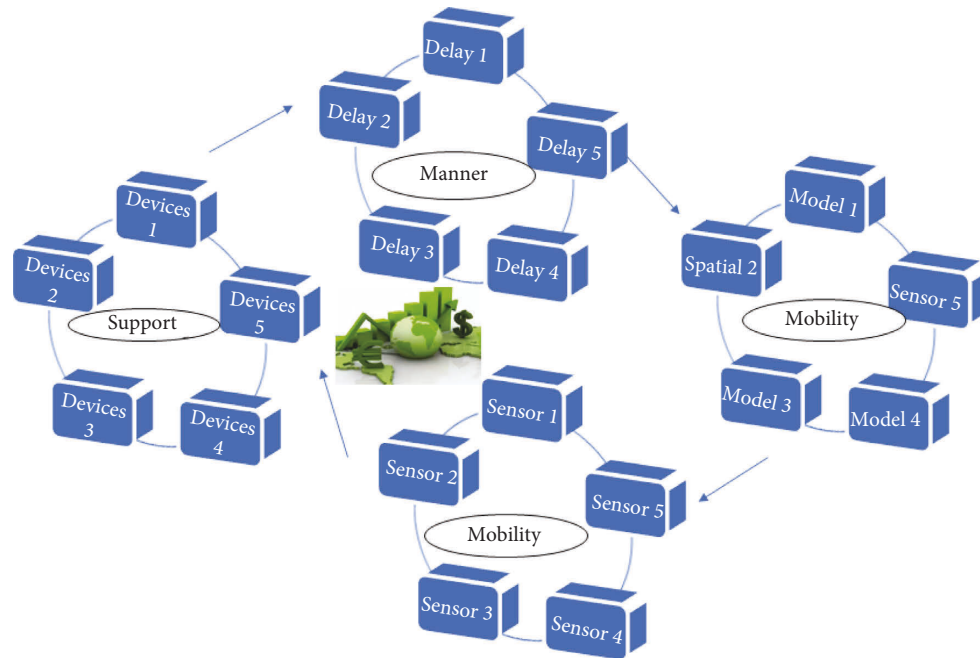 Delay 1
Delay 2
Delay 5
Manner
Delay 3
Delay 4
Devices
1
Devices
2
Devices
5
Support
Devices
3
Devices
4
Model 1
Spatial 2
Sensor 5
Mobility
Model 3
Model 4
$
Sensor 1
Sensor 2
Sensor 5
Mobility
Sensor 3
Sensor 4